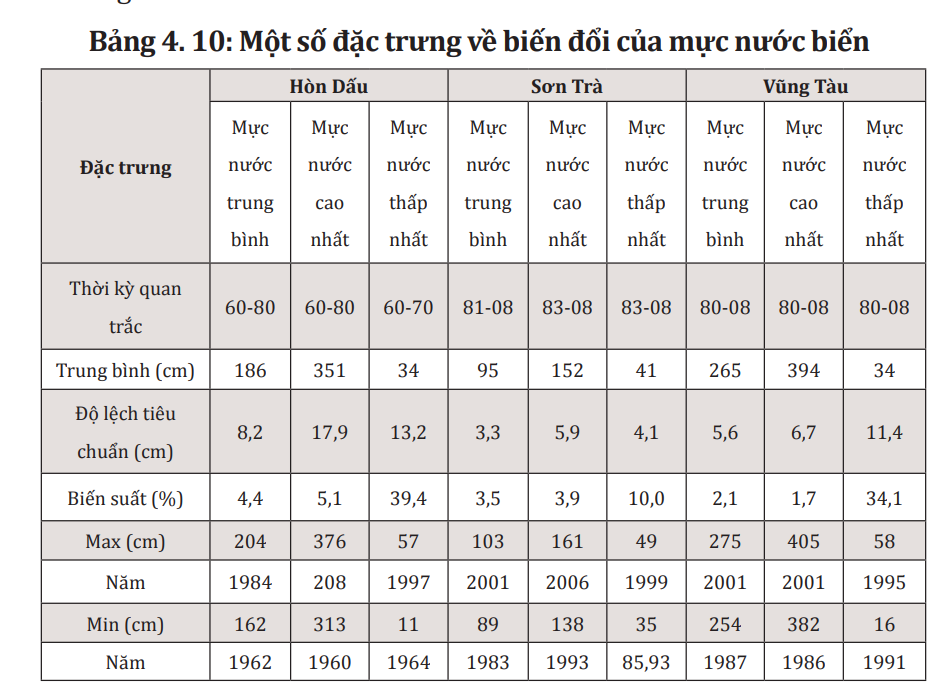 Bảng 4. 10: Một số đặc trưng về biến đổi của mực nước biển
Đặc trưng Hòn Dấu Sơn Trà Vũng Tàu
Mực nước trung bình Mực nước cao nhất Mực nước thấp nhất Mực nước trung bình Mực nước cao nhất Mực nước thấp nhất Mực nước trung bình Mực nước cao nhất Mực nước thấp nhất
Thời kỳ quan trắc 60-80 60-80 60-70 81-08 83-08 83-08 80-08 80-08 80-08
Trung bình (cm) 186 351 34 95 152 41 265 394 34
Độ lệch tiêu chuẩn (cm) 8,2 17,9 13,2 3,3 5,9 4,1 5,6 6,7 11,4
Biến suất (%) 4,4 5,1 39,4 3,5 3,9 10,0 2,1 1,7 34,1
Max (cm) 204 376 57 103 161 49 275 405 58
Năm 1984 208 1997 2001 2006 1999 2001 2001 1995
Min (cm) 162 313 11 89 138 35 254 382 16
Năm 1962 1960 1964 1983 1993 85,93 1987 1986 1991